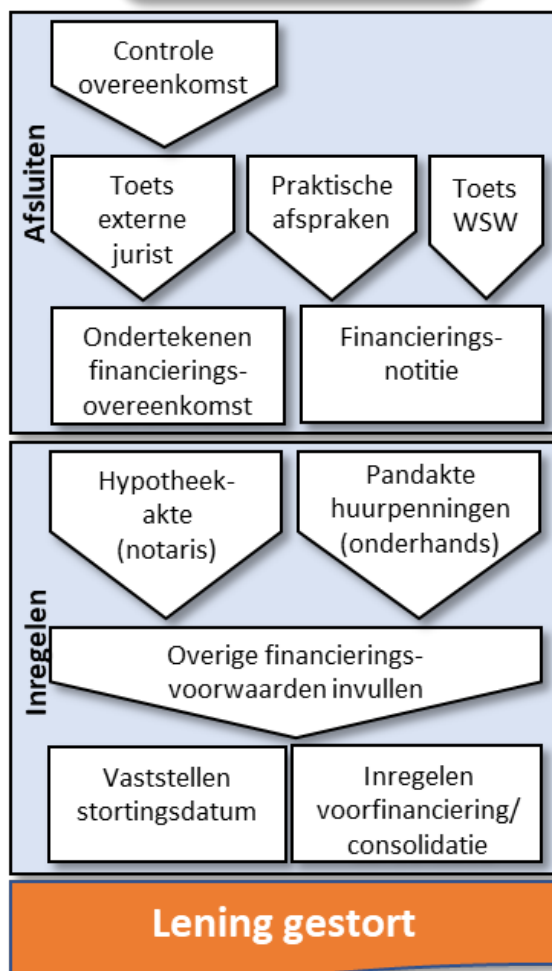 Afsluiten
Controle
overeenkomst
Toets
externe
jurist
Praktische
afspraken
Toets
WSW
Ondertekenen
financierings-
overeenkomst
Financierings-
notitie
Inregelen
Hypotheek-
akte
(notaris)
Pandakte
huurpenningen
(onderhands)
Overige financierings-
voorwaarden invullen
Vaststellen
stortingsdatum
Inregelen
voorfinanciering/
consolidatie
Lening gestort